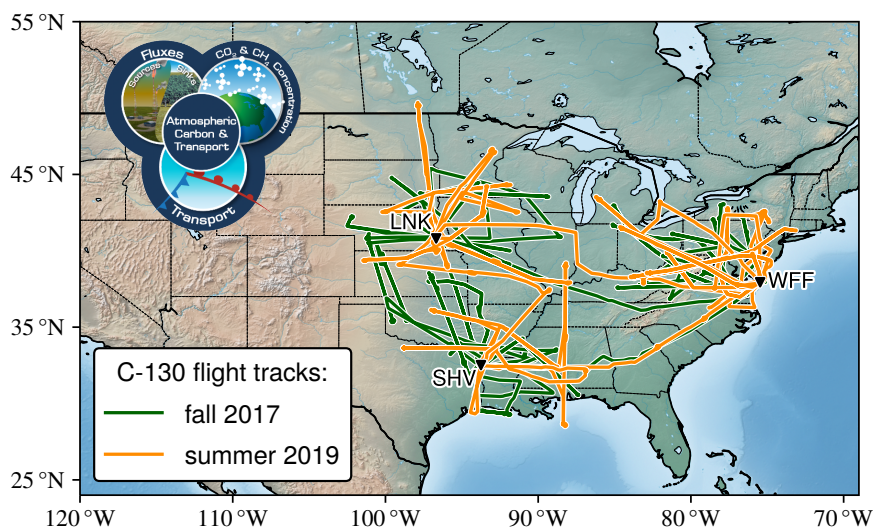 55 °N
45 °N
35 °N
25 °N
120 °W
110 °W
100 °W
90 °W
80 °W
70 °W
Fluxes
Sources
Sinks
CO2 & CH4 Concentration
Atmospheric
Carbon &
Transport
Transport
LNK
WFF
SHV
C-130 flight tracks:
fall 2017
summer 2019